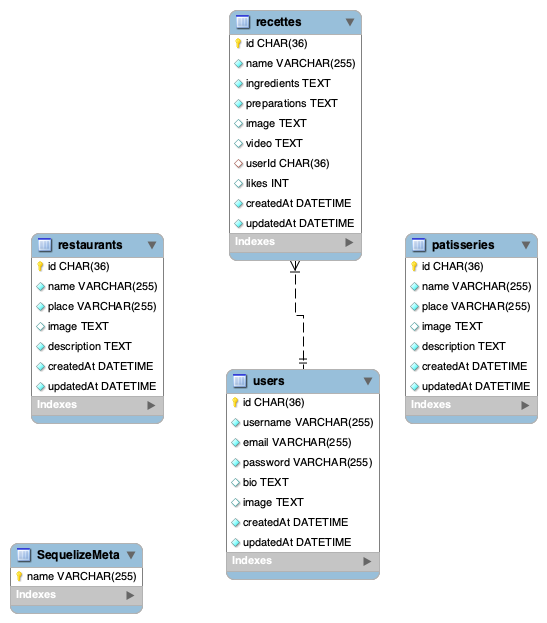 recettes
id CHAR(36)
name VARCHAR(255)
ingredients TEXT
preparations TEXT
image TEXT
video TEXT
userId CHAR(36)
likes INT
createdAt DATETIME
updatedAt DATETIME
Indexes
restaurants
id CHAR(36)
name VARCHAR(255)
place VARCHAR(255)
image TEXT
description TEXT
createdAt DATETIME
updatedAt DATETIME
Indexes
patisseries
id CHAR(36)
name VARCHAR(255)
place VARCHAR(255)
image TEXT
description TEXT
createdAt DATETIME
updatedAt DATETIME
Indexes
users
id CHAR(36)
username VARCHAR(255)
email VARCHAR(255)
password VARCHAR(255)
bio TEXT
image TEXT
createdAt DATETIME
updatedAt DATETIME
Indexes
SequelizeMeta
name VARCHAR(255)
Indexes